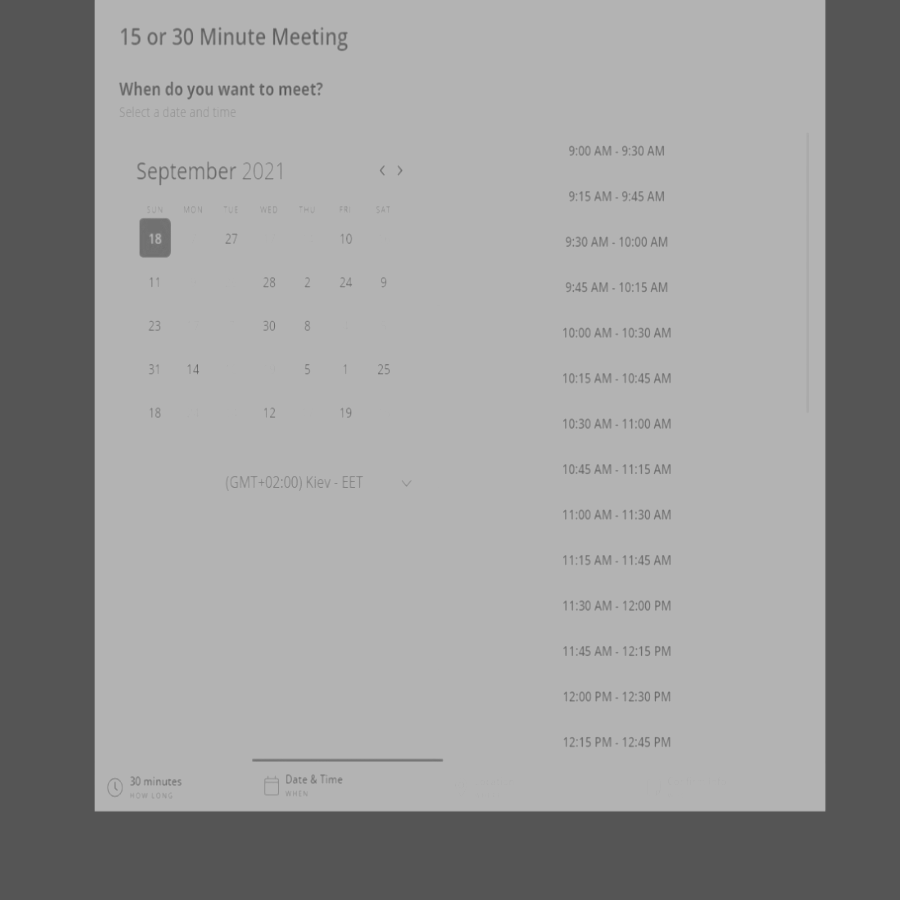 15 or 30 Minute Meeting
When do you want to meet?
Select a date and time
September 2021
SUN MON TUE WED THU FRI SAT
18 27 10
11 28 2 24 9
23 30 8
31 14 5 1 25
18 12 19
(GMT+02:00) Kiev - EET
9:00 AM - 9:30 AM
9:15 AM - 9:45 AM
9:30 AM - 10:00 AM
9:45 AM - 10:15 AM
10:00 AM - 10:30 AM
10:15 AM - 10:45 AM
10:30 AM - 11:00 AM
10:45 AM - 11:15 AM
11:00 AM - 11:30 AM
11:15 AM - 11:45 AM
11:30 AM - 12:00 PM
11:45 AM - 12:15 PM
12:00 PM - 12:30 PM
12:15 PM - 12:45 PM
30 minutes
HOW LONG
Date & Time
WHEN